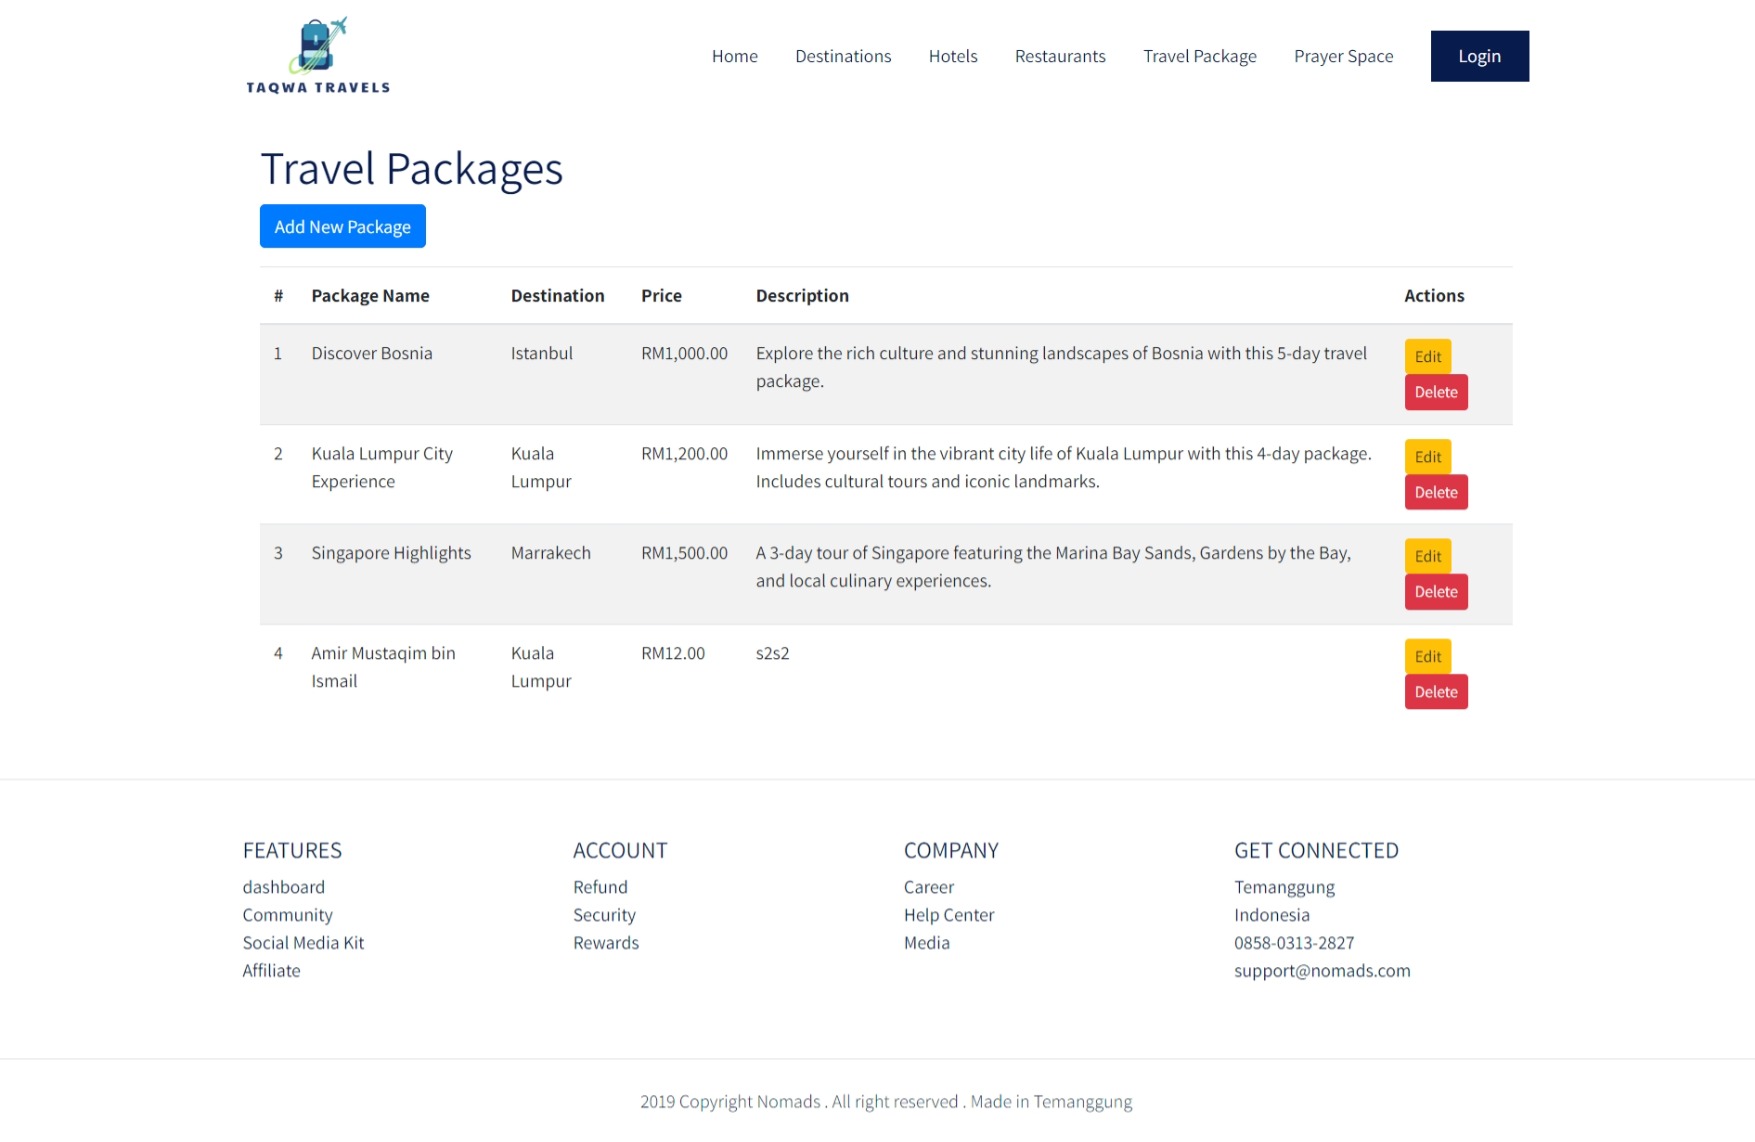 TAQWA TRAVELS
Home Destinations Hotels Restaurants Travel Package Prayer Space Login
Travel Packages
Add New Package
# Package Name Destination Price Description Actions
1 Discover Bosnia Istanbul RM1,000.00 Explore the rich culture and stunning landscapes of Bosnia with this 5-day travel Edit
package.
Delete
2 Kuala Lumpur City Kuala RM1,200.00 Immerse yourself in the vibrant city life of Kuala Lumpur with this 4-day package. Edit
Experience Lumpur Includes cultural tours and iconic landmarks.
Delete
3 Singapore Highlights Marrakech RM1,500.00 A 3-day tour of Singapore featuring the Marina Bay Sands, Gardens by the Bay, Edit
and local culinary experiences.
Delete
4 Amir Mustaqim bin Kuala RM12.00 s2s2 Edit
Ismail Lumpur
Delete
FEATURES
dashboard
Community
Social Media Kit
Affiliate
ACCOUNT
Refund
Security
Rewards
COMPANY
Career
Help Center
Media
GET CONNECTED
Temanggung
Indonesia
0858-0313-2827
support@nomads.com
2019 Copyright Nomads . All right reserved . Made in Temanggung